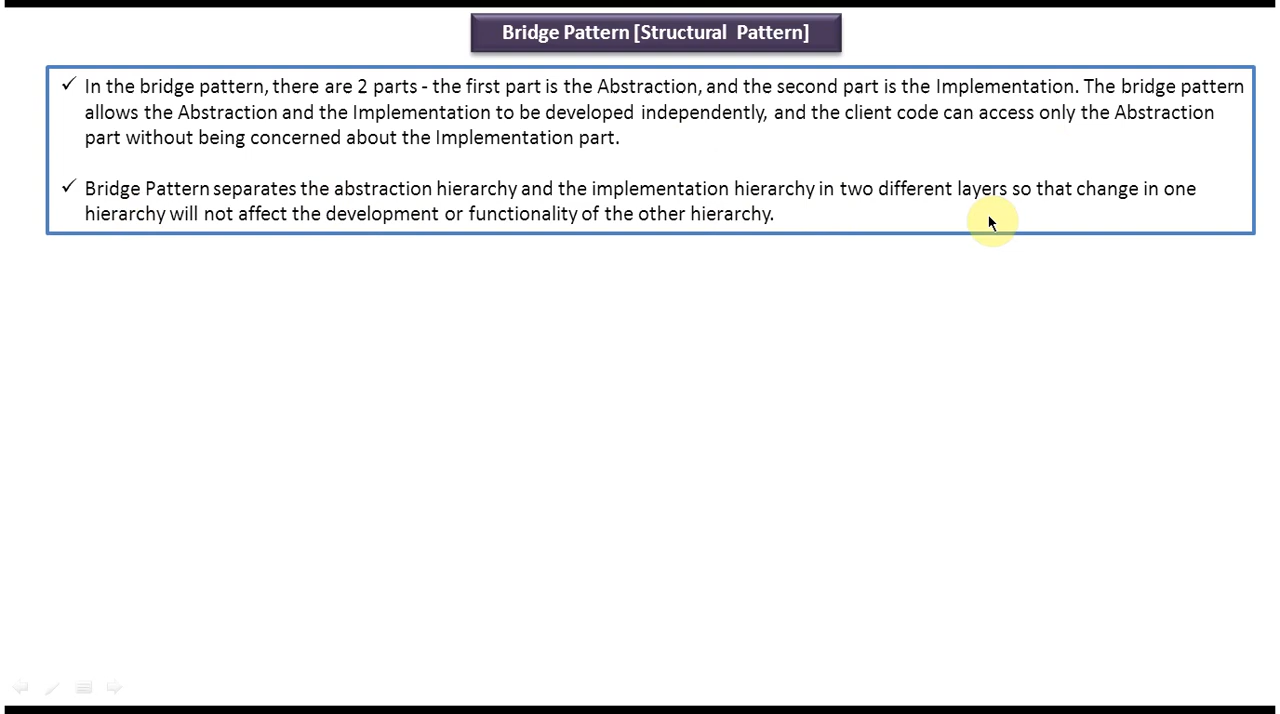 Bridge Pattern [Structural Pattern]
✓ In the bridge pattern, there are 2 parts - the first part is the Abstraction, and the second part is the Implementation. The bridge pattern
allows the Abstraction and the Implementation to be developed independently, and the client code can access only the Abstraction
part without being concerned about the Implementation part.
✓ Bridge Pattern separates the abstraction hierarchy and the implementation hierarchy in two different layers so that change in one
hierarchy will not affect the development or functionality of the other hierarchy.